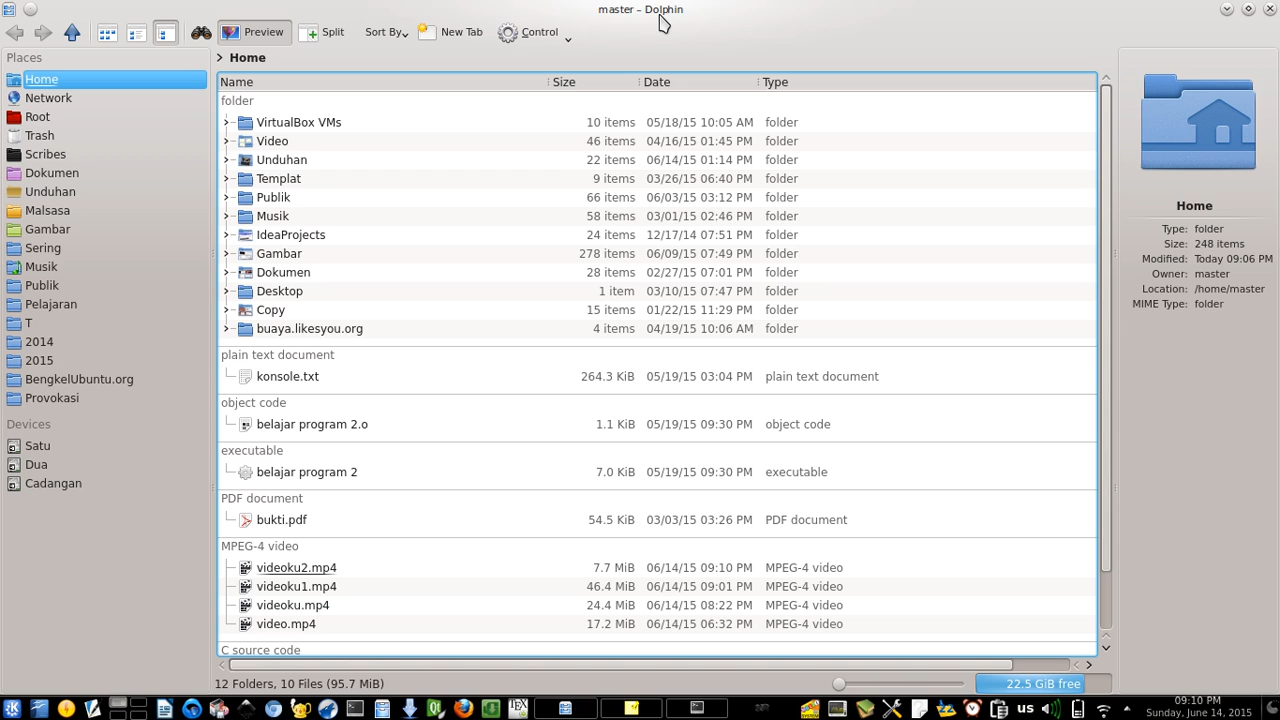 master – Dolphin
Preview Split Sort By New Tab Control
Places
Home
Network
Root
Trash
Scribes
Dokumen
Unduhan
Malsasa
Gambar
Sering
Musik
Publik
Pelajaran
T
2014
2015
BengkelUbuntu.org
Provokasi
Devices
Satu
Dua
Cadangan
Home
Name Size Date Type
folder
VirtualBox VMs 10 items 05/18/15 10:05 AM folder
Video 46 items 04/16/15 01:45 PM folder
Unduhan 22 items 06/14/15 01:14 PM folder
Templat 9 items 03/26/15 06:40 PM folder
Publik 66 items 06/03/15 03:12 PM folder
Musik 58 items 03/01/15 02:46 PM folder
IdeaProjects 24 items 12/17/14 07:51 PM folder
Gambar 278 items 06/09/15 07:49 PM folder
Dokumen 28 items 02/27/15 07:01 PM folder
Desktop 1 item 03/10/15 07:47 PM folder
Copy 15 items 01/22/15 11:29 PM folder
buaya.likesyou.org 4 items 04/19/15 10:06 AM folder
plain text document
konsole.txt 264.3 KiB 05/19/15 03:04 PM plain text document
object code
belajar program 2.o 1.1 KiB 05/19/15 09:30 PM object code
executable
belajar program 2 7.0 KiB 05/19/15 09:30 PM executable
PDF document
bukti.pdf 54.5 KiB 03/03/15 03:26 PM PDF document
MPEG-4 video
videoku2.mp4 7.7 MiB 06/14/15 09:10 PM MPEG-4 video
videoku1.mp4 46.4 MiB 06/14/15 09:01 PM MPEG-4 video
videoku.mp4 24.4 MiB 06/14/15 08:22 PM MPEG-4 video
video.mp4 17.2 MiB 06/14/15 06:32 PM MPEG-4 video
C source code
12 Folders, 10 Files (95.7 MiB)
22.5 GiB free
Home
Type: folder
Size: 248 items
Modified: Today 09:06 PM
Owner: master
Location: /home/master
MIME Type: folder
us
09:10 PM
Sunday, June 14, 2015